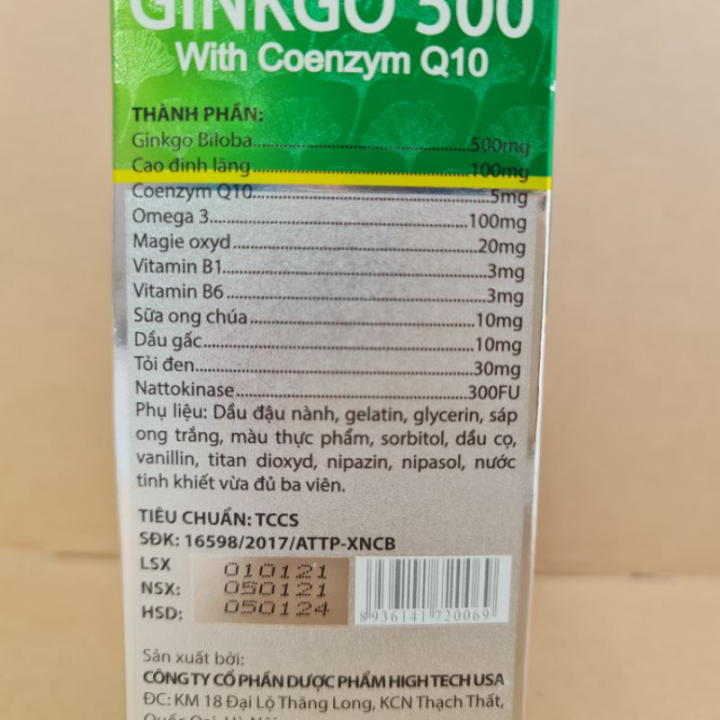 GINKGO 500
With Coenzym Q10
THÀNH PHẦN:
Ginkgo Biloba....................500mg
Cao đinh lăng....................100mg
Coenzym Q10....................5mg
Omega 3....................100mg
Magie oxyd....................20mg
Vitamin B1....................3mg
Vitamin B6....................3mg
Sữa ong chúa....................10mg
Dầu gấc....................10mg
Tỏi đen....................30mg
Nattokinase....................300FU
Phụ liệu: Dầu đậu nành, gelatin, glycerin, sáp
ong trắng, màu thực phẩm, sorbitol, dầu cọ,
vanillin, titan dioxyd, nipazin, nipasol, nước
tinh khiết vừa đủ ba viên.
TIÊU CHUẨN: TCCS
SĐK: 16598/2017/ATTP-XNCB
LSX 010121
NSX: 050121
HSD: 050124
8936141720069
Sản xuất bởi:
CÔNG TY CỔ PHẦN DƯỢC PHẨM HIGH TECH USA
ĐC: KM 18 Đại Lộ Thăng Long, KCN Thạch Thất,